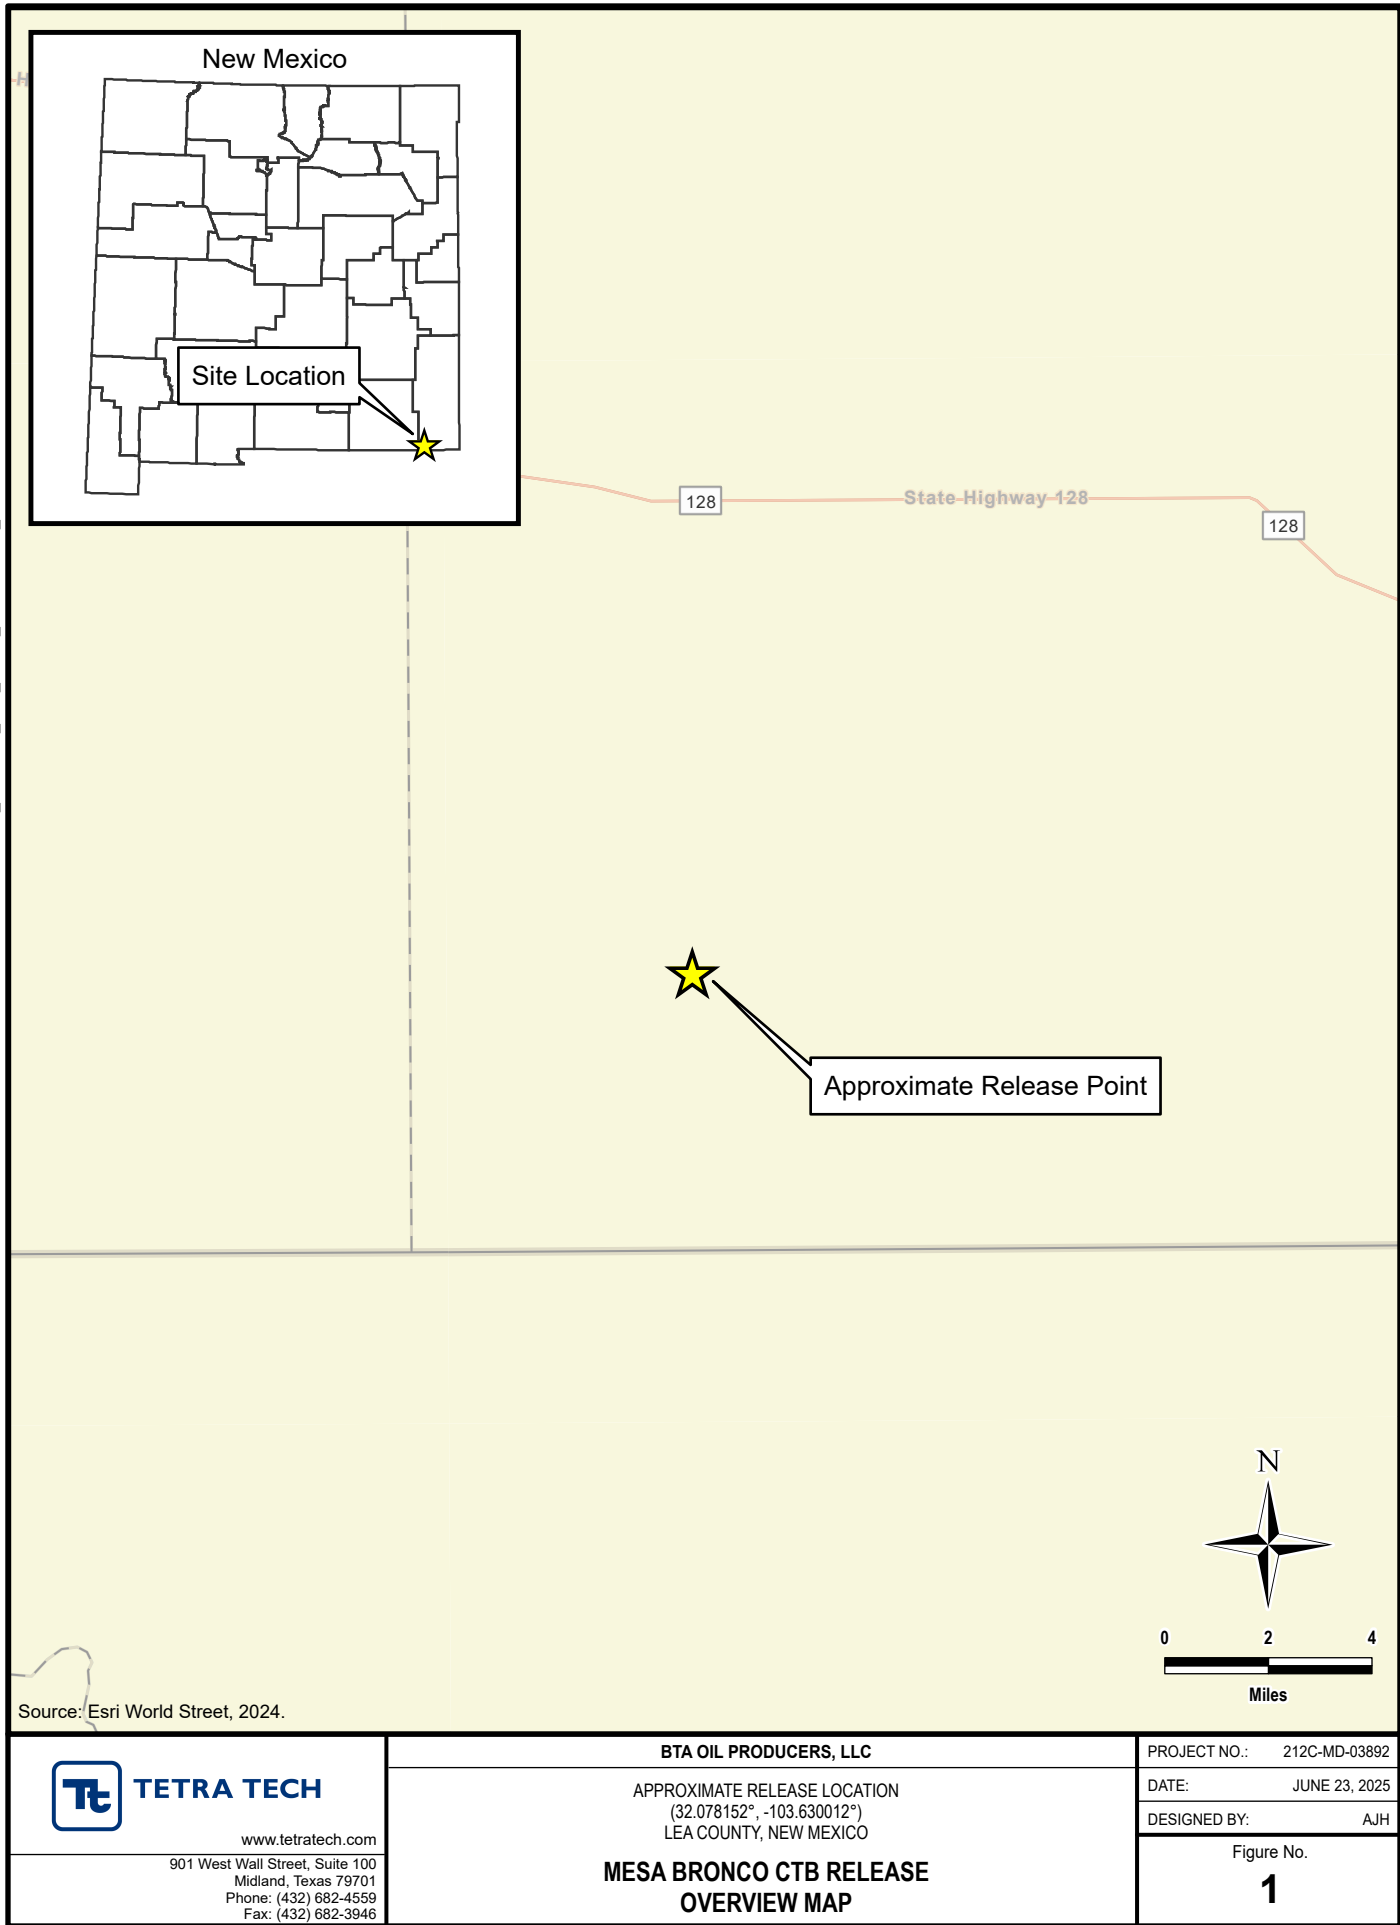 New Mexico
H
Site Location
128
State Highway 128
128
Approximate Release Point
N
0 2 4
Miles
Source: Esri World Street, 2024.
Tt TETRA TECH
www.tetratech.com
901 West Wall Street, Suite 100
Midland, Texas 79701
Phone: (432) 682-4559
Fax: (432) 682-3946
BTA OIL PRODUCERS, LLC
APPROXIMATE RELEASE LOCATION
(32.078152°, -103.630012°)
LEA COUNTY, NEW MEXICO
MESA BRONCO CTB RELEASE
OVERVIEW MAP
PROJECT NO.: 212C-MD-03892
DATE: JUNE 23, 2025
DESIGNED BY: AJH
Figure No.
1